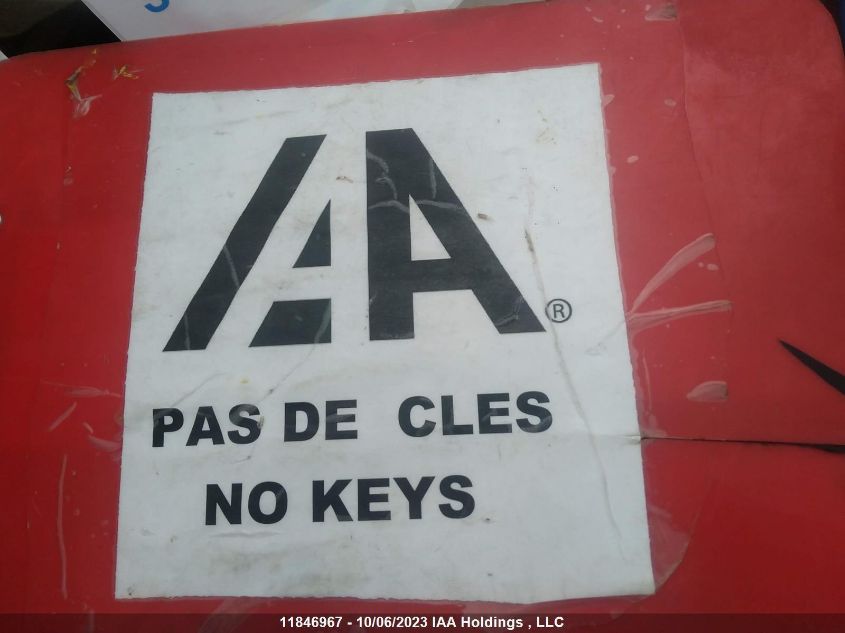 IAA®
PAS DE CLES
NO KEYS
11846967 - 10/06/2023 IAA Holdings , LLC